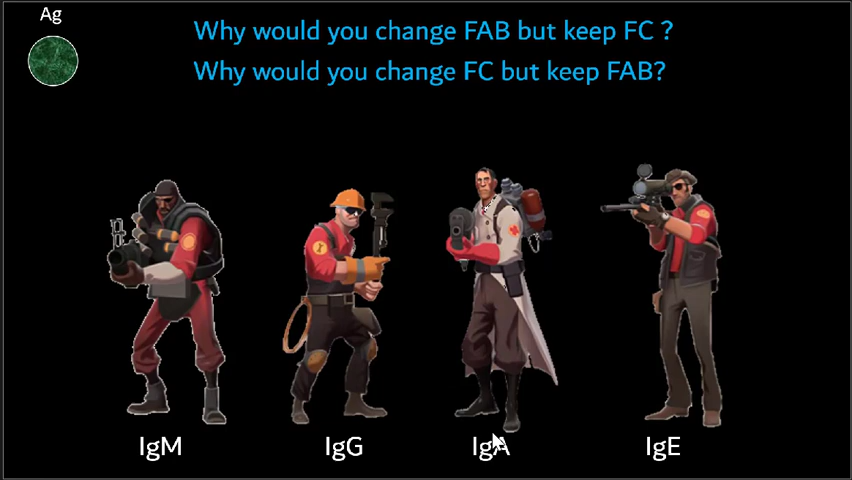 Ag
Why would you change FAB but keep FC ?
Why would you change FC but keep FAB?
IgM
IgG
IgA
IgE